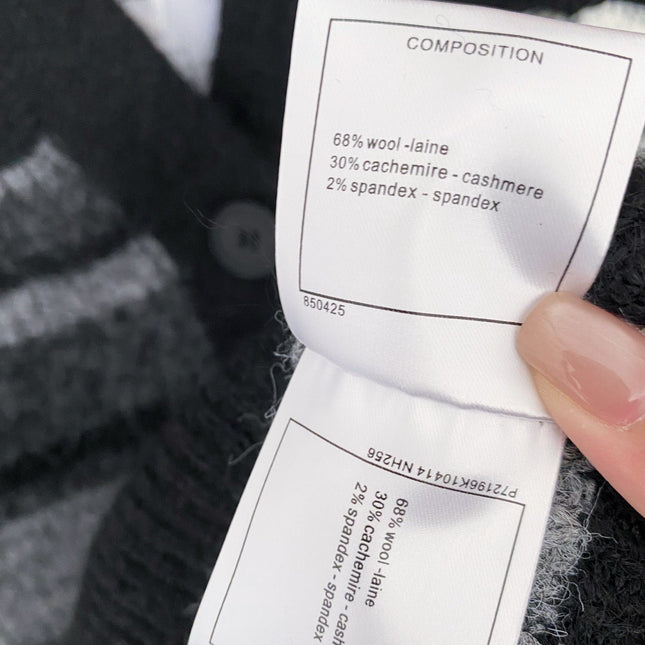 COMPOSITION
68% wool -laine
30% cachemire - cashmere
2% spandex - spandex
850425
P72196K10414 NH256
68% wool -laine
30% cachemire - cash
2% spandex - spandex